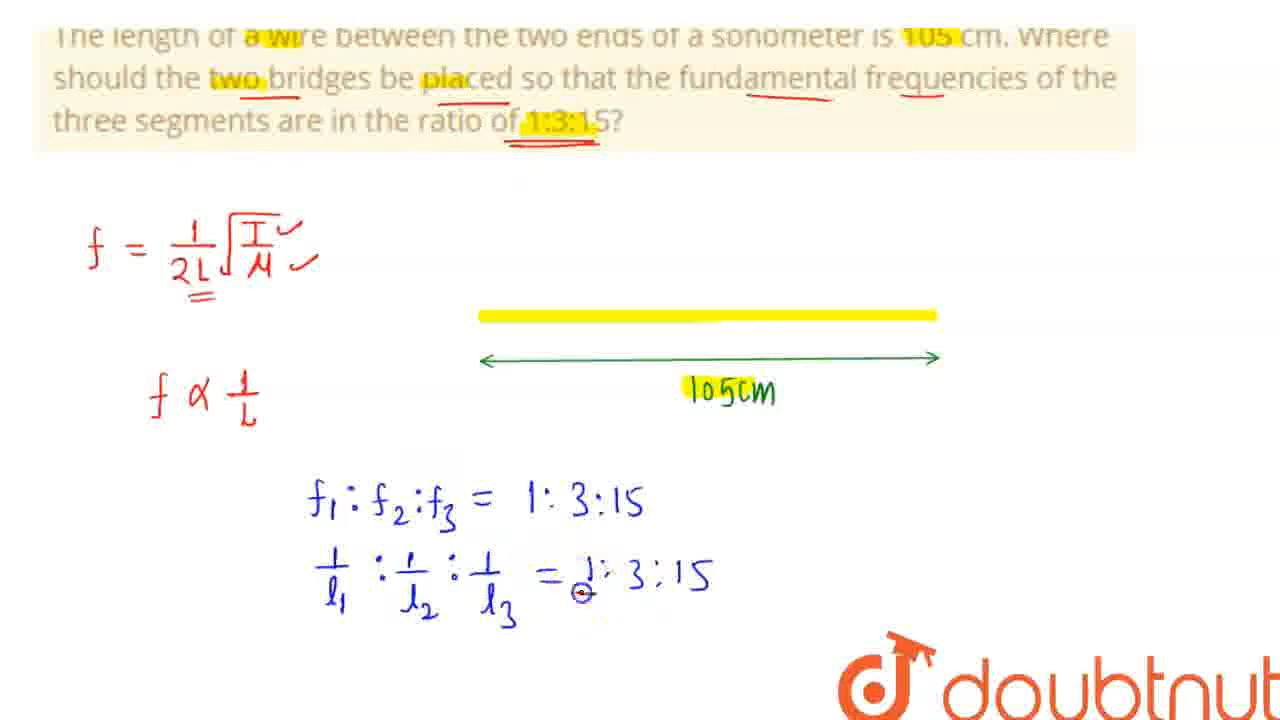 The length of a wire between the two ends of a sonometer is 105 cm. Where
should the two bridges be placed so that the fundamental frequencies of the
three segments are in the ratio of 1:3:15?
f = 1/2L √T/μ
105cm
f ∝ 1/L
f₁ : f₂ : f₃ = 1 : 3 : 15
1/l₁ : 1/l₂ : 1/l₃ = 1 : 3 : 15
doubtnut